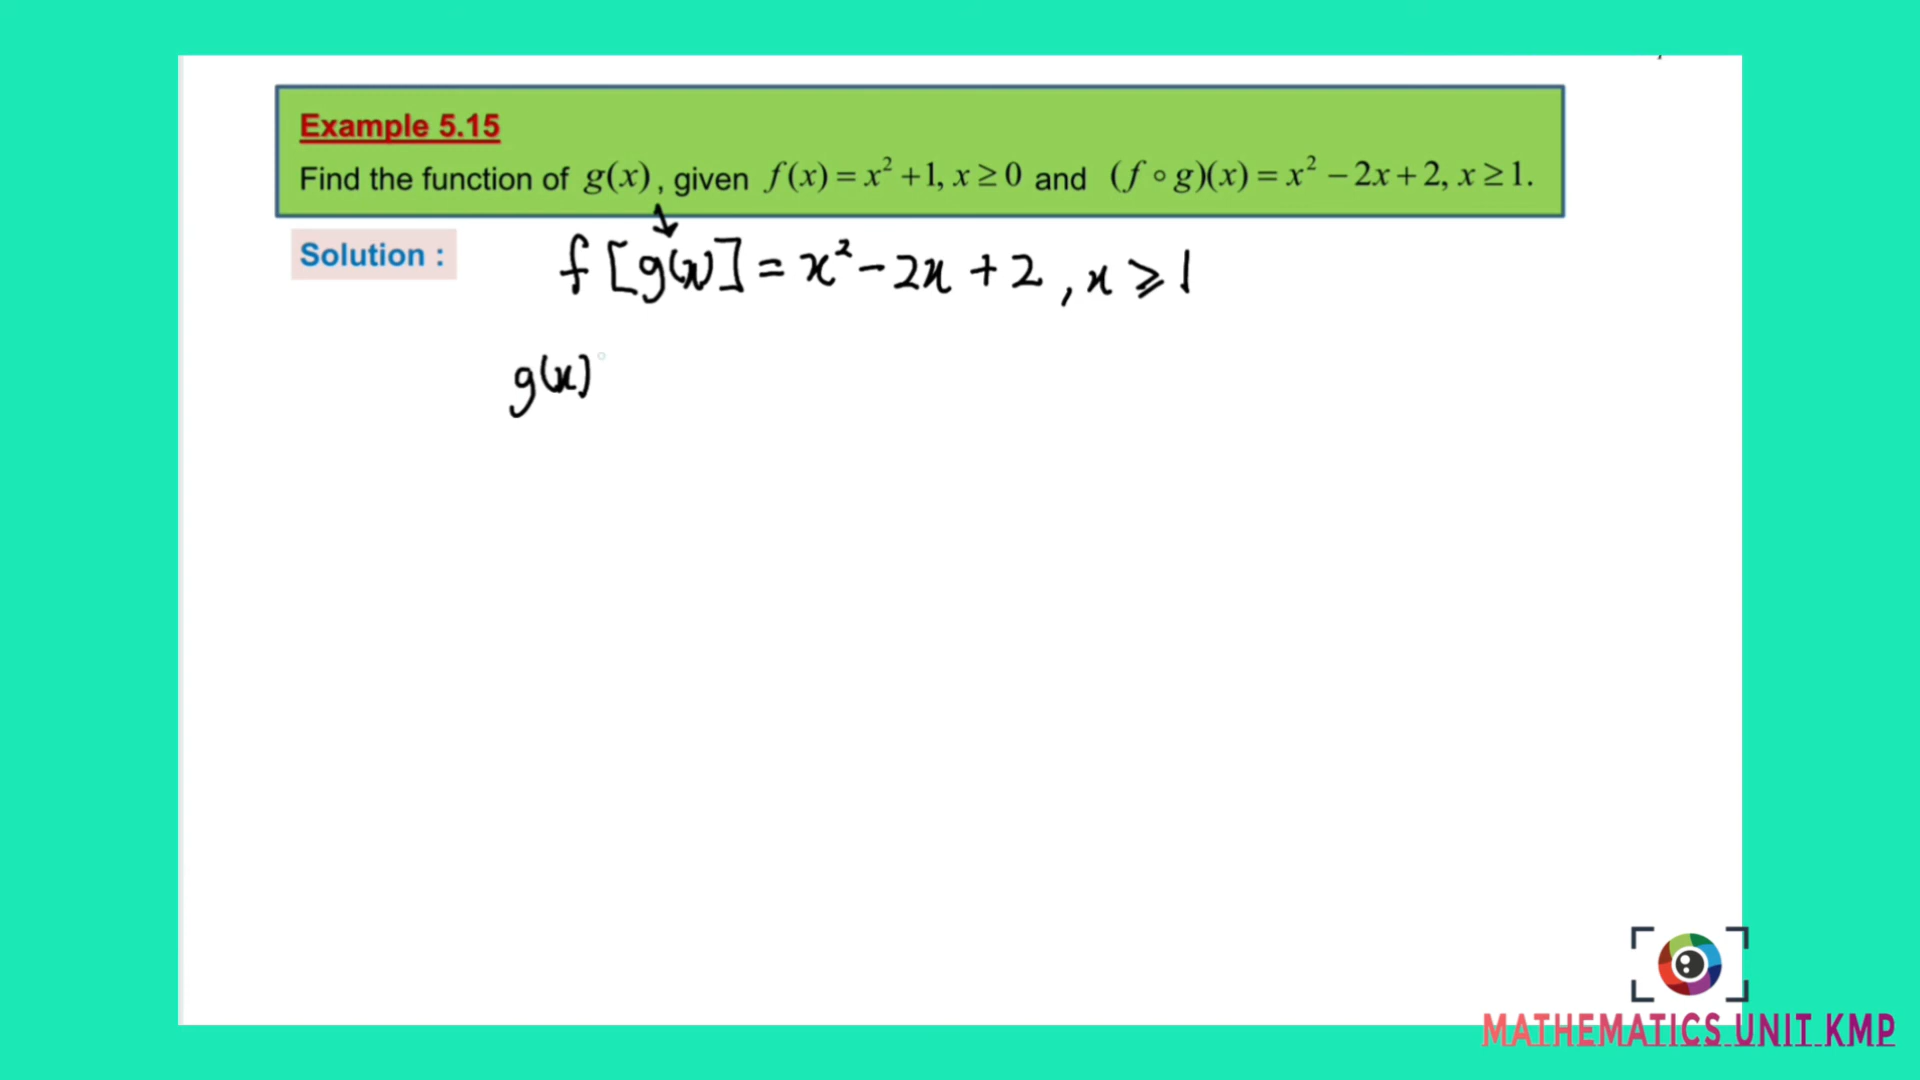 Example 5.15
Find the function of g(x), given f(x) = x² + 1, x ≥ 0 and (f ∘ g)(x) = x² − 2x + 2, x ≥ 1.
Solution :
f[g(x)] = x² − 2x + 2, x ≥ 1
g(x)
MATHEMATICS UNIT KMP